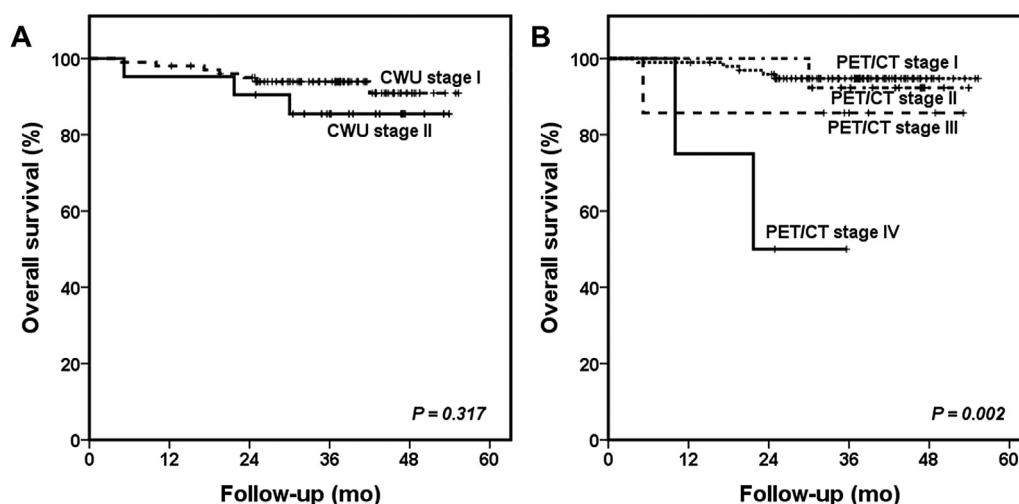 A
Overall survival (%)
100
80
60
40
20
0
CWU stage I
CWU stage II
P = 0.317
0 12 24 36 48 60
Follow-up (mo)
B
Overall survival (%)
100
80
60
40
20
0
PET/CT stage I
PET/CT stage II
PET/CT stage III
PET/CT stage IV
P = 0.002
0 12 24 36 48 60
Follow-up (mo)